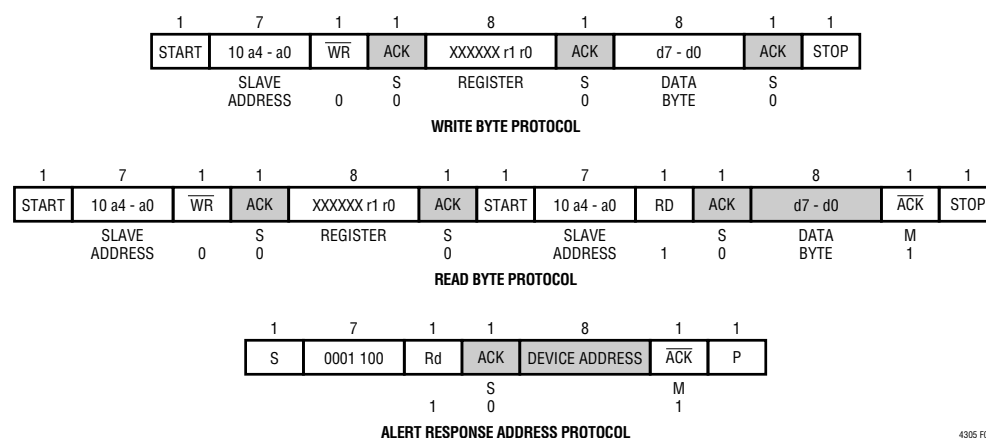 1 7 1 1 8 1 8 1 1
START 10 a4 - a0 WR ACK XXXXXX r1 r0 ACK d7 - d0 ACK STOP
SLAVE S REGISTER S DATA S
ADDRESS 0 0 0 BYTE 0
WRITE BYTE PROTOCOL
1 7 1 1 8 1 1 7 1 1 8 1 1
START 10 a4 - a0 WR ACK XXXXXX r1 r0 ACK START 10 a4 - a0 RD ACK d7 - d0 ACK STOP
SLAVE S REGISTER S SLAVE S DATA M
ADDRESS 0 0 0 ADDRESS 1 0 BYTE 1
READ BYTE PROTOCOL
1 7 1 1 8 1 1
S 0001 100 Rd ACK DEVICE ADDRESS ACK P
S M
1 0 1
ALERT RESPONSE ADDRESS PROTOCOL
4305